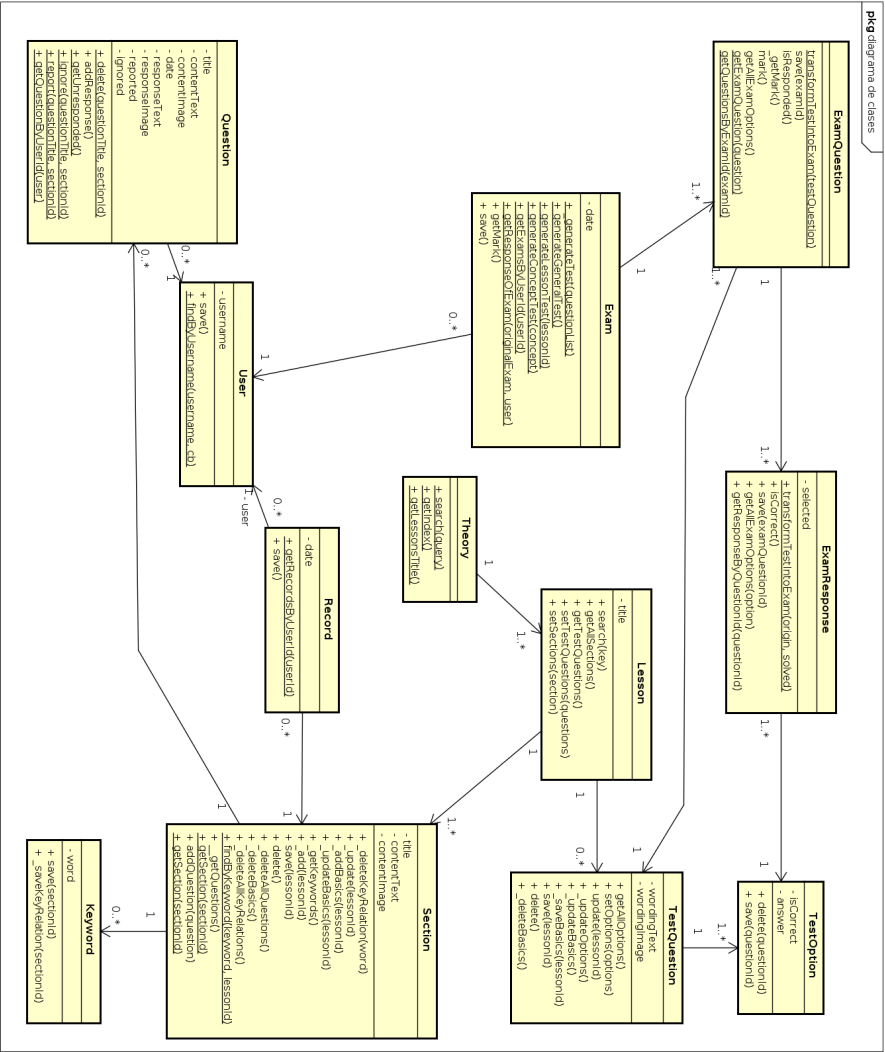 pkg diagrama de clases
ExamQuestion
transformTestIntoExam(testQuestion)
save(examId)
isResponded()
_getMark()
mark()
getAllExamOptions()
getExamQuestion(question)
getQuestionsByExamId(examId)
1
1..*
ExamResponse
- selected
+ transformTestIntoExam(origin, solved)
+ isCorrect()
+ save(examQuestionId)
+ getAllExamOptions(option)
+ getResponseByQuestionId(questionId)
1..*
1
TestOption
- isCorrect
- answer
+ delete(questionId)
+ save(questionId)
1..*
1..*
1
1..*
1
1
Exam
- date
+ _generateTest(questionList)
+ generateGeneralTest()
+ generateLessonTest(lessonId)
+ generateConceptTest(concept)
+ getExamsByUserId(userId)
+ getResponseOfExam(originalExam, user)
+ getMark()
+ save()
0..*
Lesson
- title
+ search(key)
+ getAllSections()
+ getTestQuestions()
+ setTestQuestions(questions)
+ setSections(section)
1
0..*
TestQuestion
- wordingText
- wordingImage
+ getAllOptions()
+ setOptions(options)
+ update(lessonId)
+ _updateOptions()
+ _updateBasics()
+ _saveBasics(lessonId)
+ save(lessonId)
+ delete()
+ _deleteBasics()
Theory
+ search(query)
+ getIndex()
+ getLessonsTitle()
1
1..*
1
1..*
Question
- title
- contentText
- contentImage
- date
- responseText
- responseImage
- reported
- ignored
+ delete(questionTitle, sectionId)
+ addResponse()
+ getUnresponded()
+ ignore(questionTitle, sectionId)
+ report(questionTitle, sectionId)
+ getQuestionByUserId(user)
0..*
1
0..*
User
- username
+ save()
+ findByUsername(username, cb)
1
1
- user
0..*
Record
- date
+ getRecordsByUserId(userId)
+ save()
0..*
1
1
Section
- title
- contentText
- contentImage
+ _deleteKeyRelation(word)
+ _update(lessonId)
+ _addBasics(lessonId)
+ _updateBasics(lessonId)
+ _getKeywords()
+ _add(lessonId)
+ save(lessonId)
+ delete()
+ _deleteAllQuestions()
+ _deleteBasics()
+ _deleteAllKeyRelations()
+ findByKeyword(keyword, lessonId)
+ _getQuestions()
+ getSection(sectionId)
+ addQuestion(question)
+ getSection(sectionId)
1
0..*
Keyword
- word
+ save(sectionId)
+ _saveKeyRelation(sectionId)